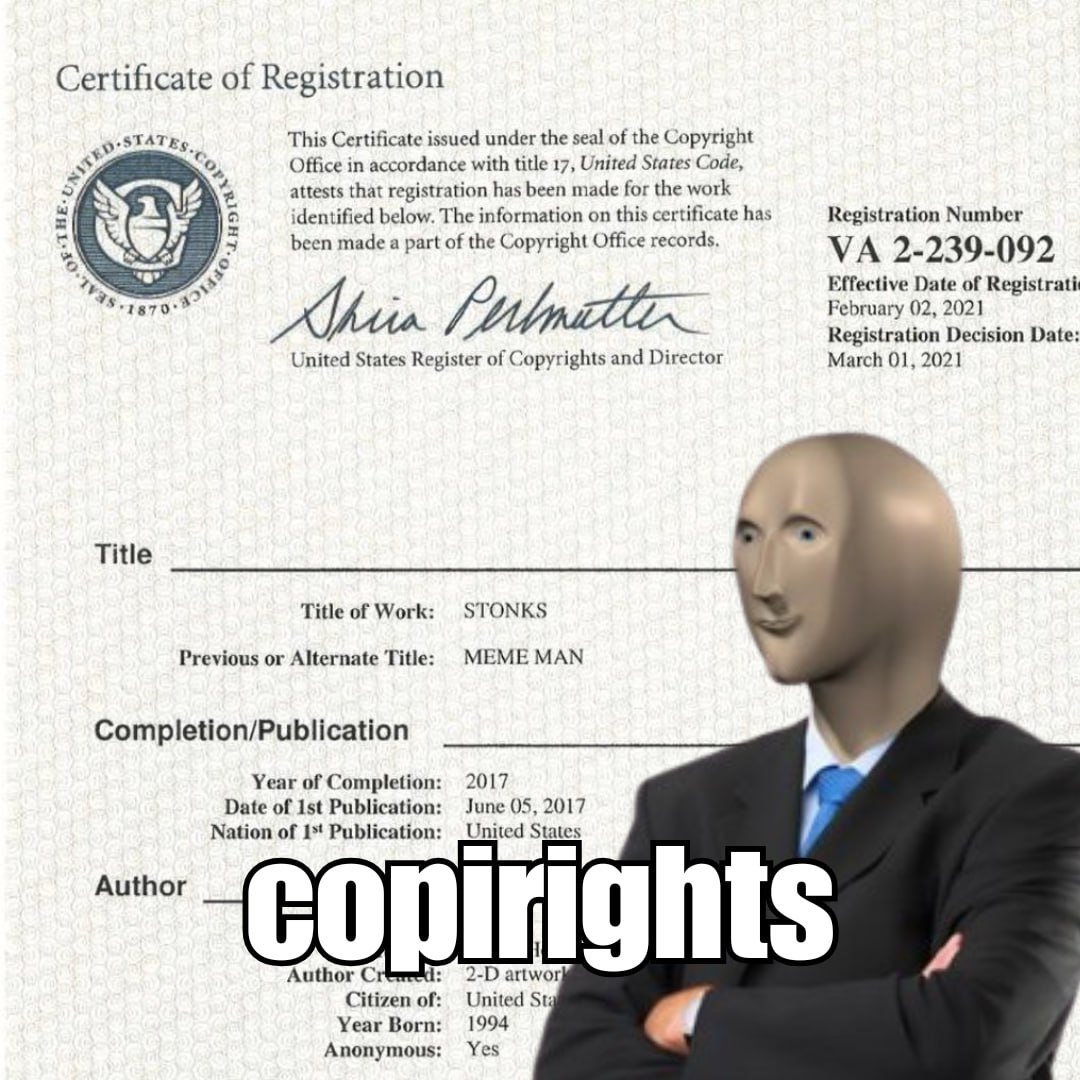 Certificate of Registration
SEAL·OF·THE·UNITED·STATES·COPYRIGHT·OFFICE·1870·
This Certificate issued under the seal of the Copyright
Office in accordance with title 17, United States Code,
attests that registration has been made for the work
identified below. The information on this certificate has
been made a part of the Copyright Office records.
Shira Perlmutter
United States Register of Copyrights and Director
Registration Number
VA 2-239-092
Effective Date of Registrati
February 02, 2021
Registration Decision Date:
March 01, 2021
Title
Title of Work: STONKS
Previous or Alternate Title: MEME MAN
Completion/Publication
Year of Completion: 2017
Date of 1st Publication: June 05, 2017
Nation of 1st Publication: United States
Author
copirights
Author Created: 2-D artwork
Citizen of: United Sta
Year Born: 1994
Anonymous: Yes